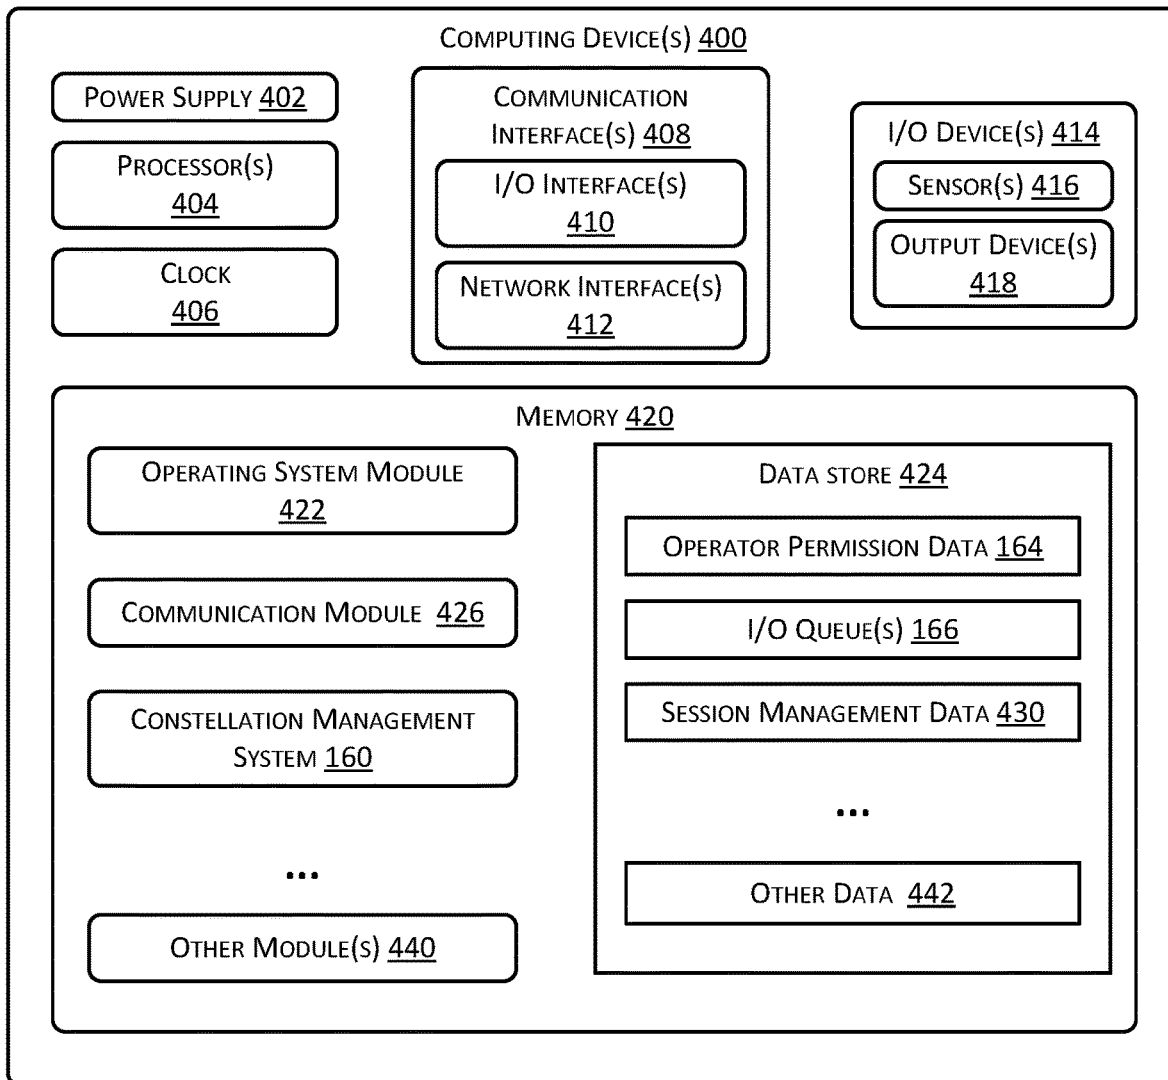 Computing Device(s) 400
Power Supply 402
Processor(s)
404
Clock
406
Communication
Interface(s) 408
I/O Interface(s)
410
Network Interface(s)
412
I/O Device(s) 414
Sensor(s) 416
Output Device(s)
418
Memory 420
Operating System Module
422
Communication Module 426
Constellation Management
System 160
...
Other Module(s) 440
Data store 424
Operator Permission Data 164
I/O Queue(s) 166
Session Management Data 430
...
Other Data 442